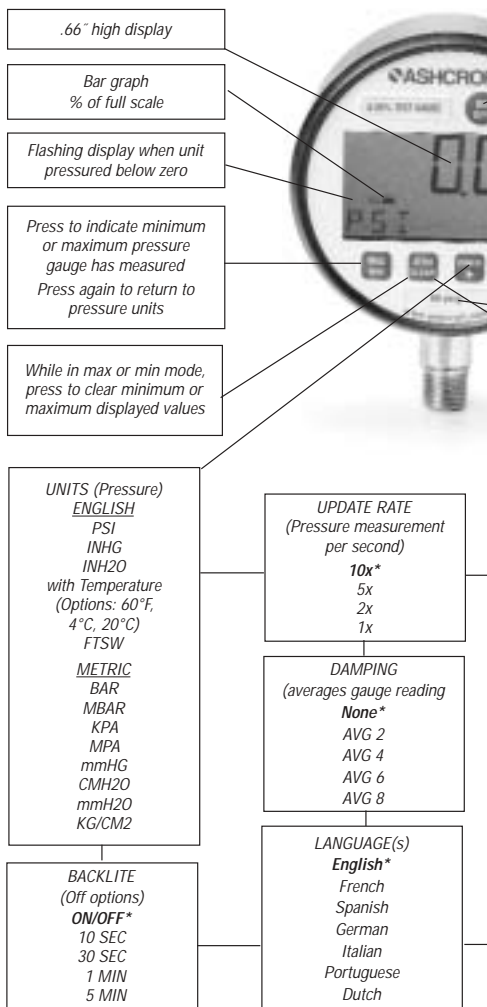 .66″ high display
Bar graph
% of full scale
Flashing display when unit
pressured below zero
Press to indicate minimum
or maximum pressure
gauge has measured
Press again to return to
pressure units
While in max or min mode,
press to clear minimum or
maximum displayed values
ASHCRO
0.0
PSI
UNITS (Pressure)
ENGLISH
PSI
INHG
INH2O
with Temperature
(Options: 60°F,
4°C, 20°C)
FTSW
METRIC
BAR
MBAR
KPA
MPA
mmHG
CMH2O
mmH2O
KG/CM2
BACKLITE
(Off options)
ON/OFF*
10 SEC
30 SEC
1 MIN
5 MIN
UPDATE RATE
(Pressure measurement
per second)
10x*
5x
2x
1x
DAMPING
(averages gauge reading
None*
AVG 2
AVG 4
AVG 6
AVG 8
LANGUAGE(s)
English*
French
Spanish
German
Italian
Portuguese
Dutch